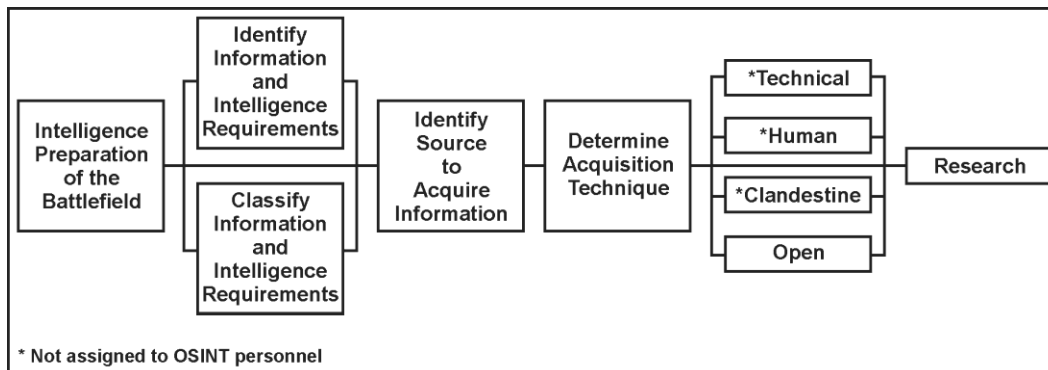 Intelligence
Preparation
of the
Battlefield
Identify
Information
and
Intelligence
Requirements
Classify
Information
and
Intelligence
Requirements
Identify
Source
to
Acquire
Information
Determine
Acquisition
Technique
*Technical
*Human
*Clandestine
Open
Research
* Not assigned to OSINT personnel